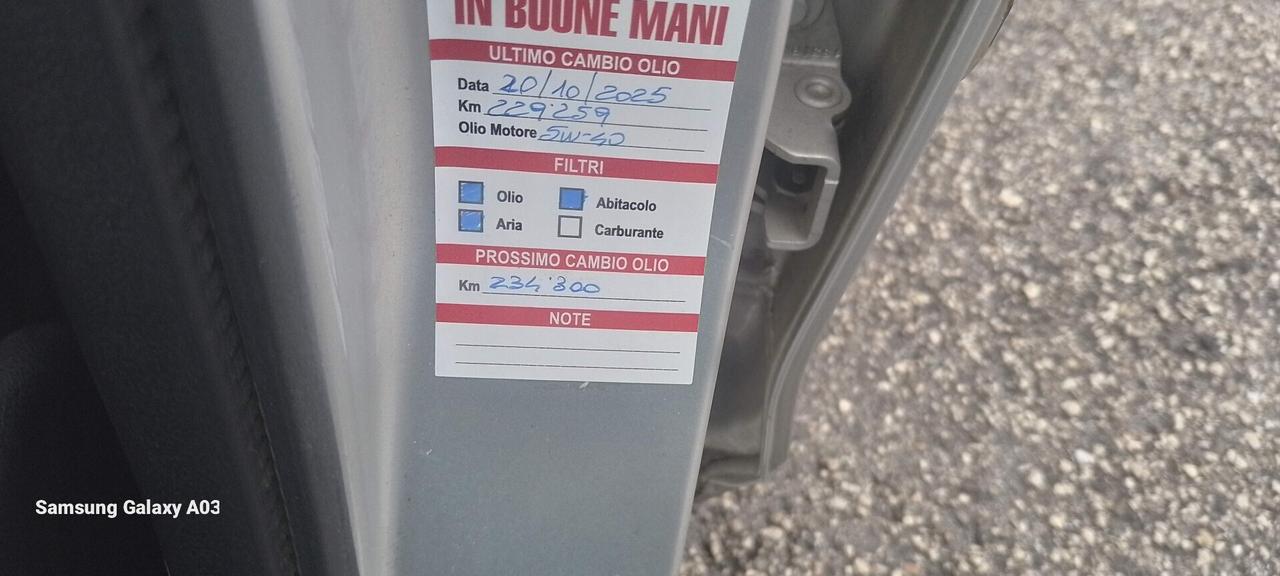 IN BUONE MANI
ULTIMO CAMBIO OLIO
Data 20/10/2025
Km 229'259
Olio Motore 5W-40
FILTRI
Olio Abitacolo
Aria Carburante
PROSSIMO CAMBIO OLIO
Km 234'300
NOTE
Samsung Galaxy A03